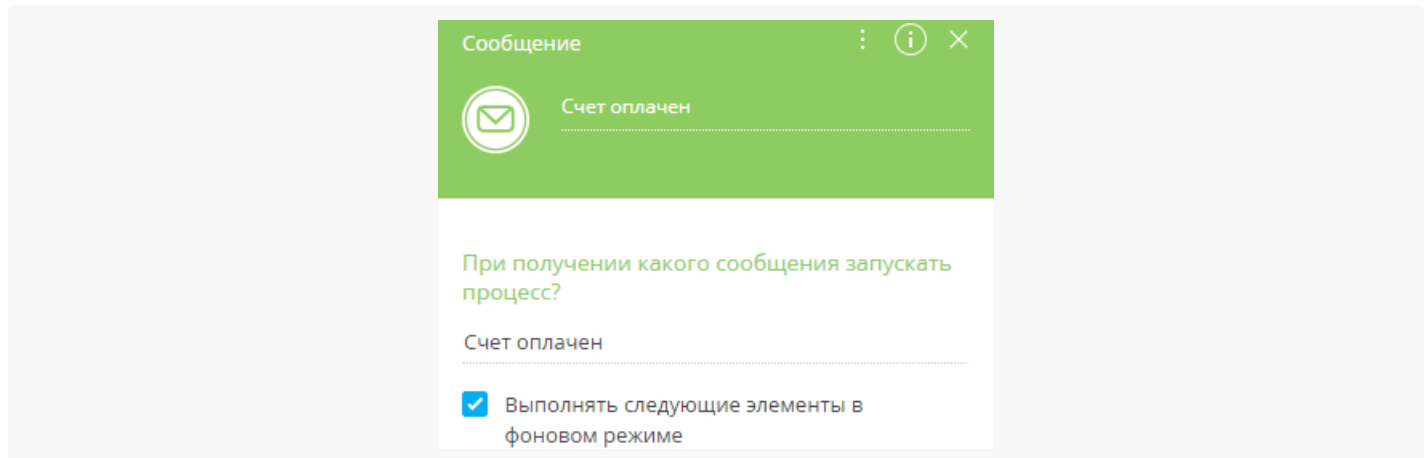 Сообщение
Счет оплачен
При получении какого сообщения запускать
процесс?
Счет оплачен
Выполнять следующие элементы в
фоновом режиме